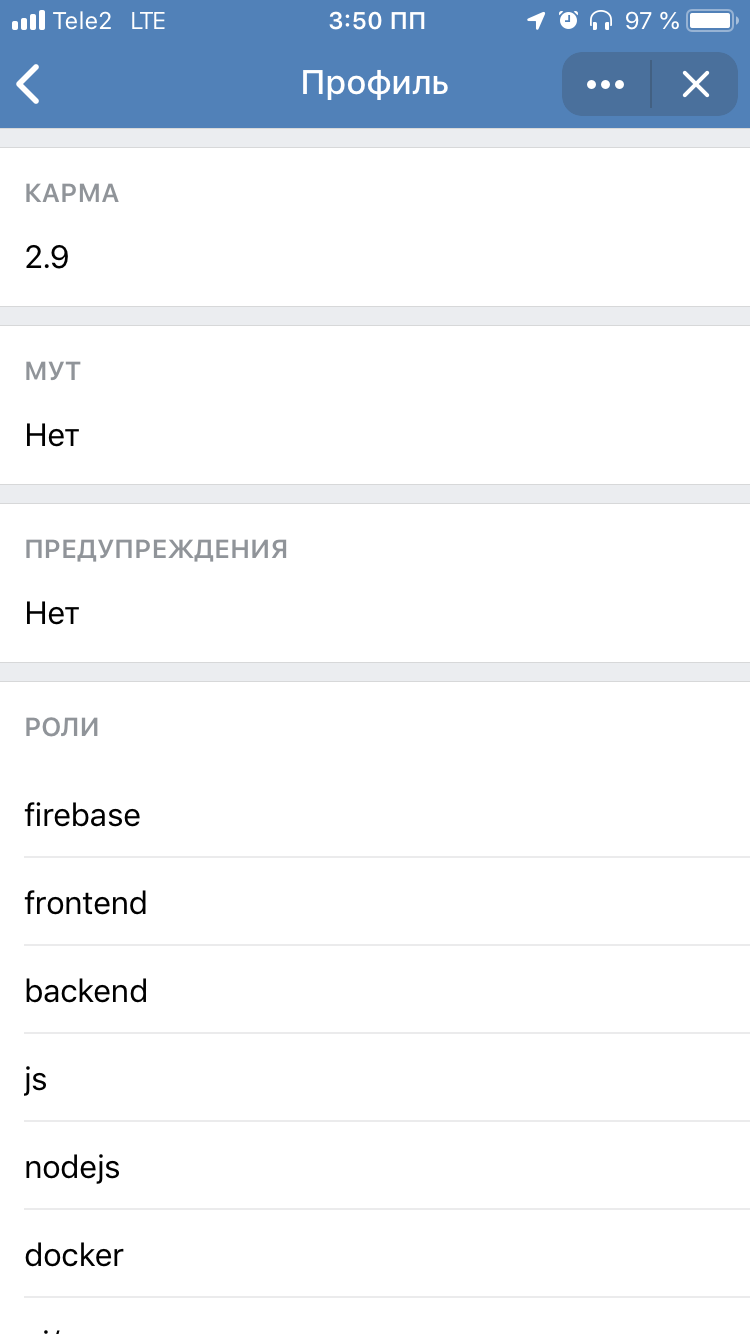 Tele2 LTE 3:50 ПП 97 %
Профиль
КАРМА
2.9
МУТ
Нет
ПРЕДУПРЕЖДЕНИЯ
Нет
РОЛИ
firebase
frontend
backend
js
nodejs
docker